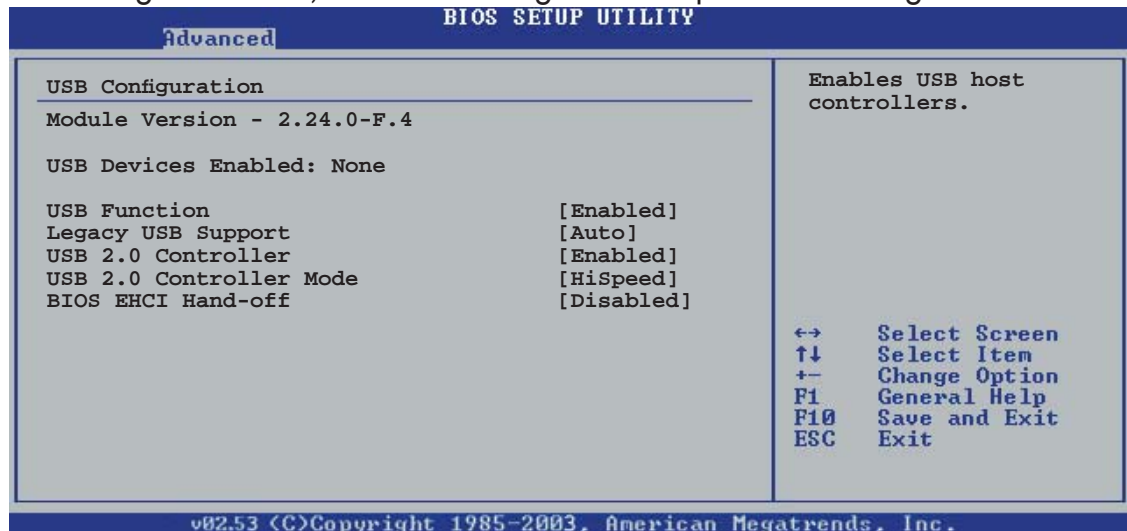 BIOS SETUP UTILITY
Advanced
USB Configuration
Module Version - 2.24.0-F.4
USB Devices Enabled: None
USB Function [Enabled]
Legacy USB Support [Auto]
USB 2.0 Controller [Enabled]
USB 2.0 Controller Mode [HiSpeed]
BIOS EHCI Hand-off [Disabled]
Enables USB host
controllers.
←→ Select Screen
↑↓ Select Item
+- Change Option
F1 General Help
F10 Save and Exit
ESC Exit
v02.53 (C)Copyright 1985-2003, American Megatrends, Inc.